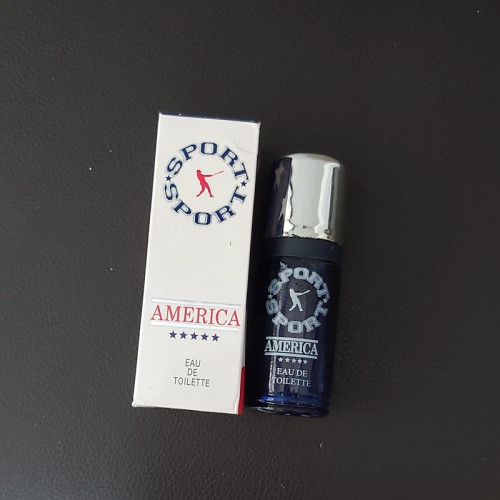 ★SPORT★
SPORT
AMERICA
★★★★★
EAU
DE
TOILETTE
★SPORT★
SPORT
AMERICA
★★★★★
EAU DE
TOILETTE